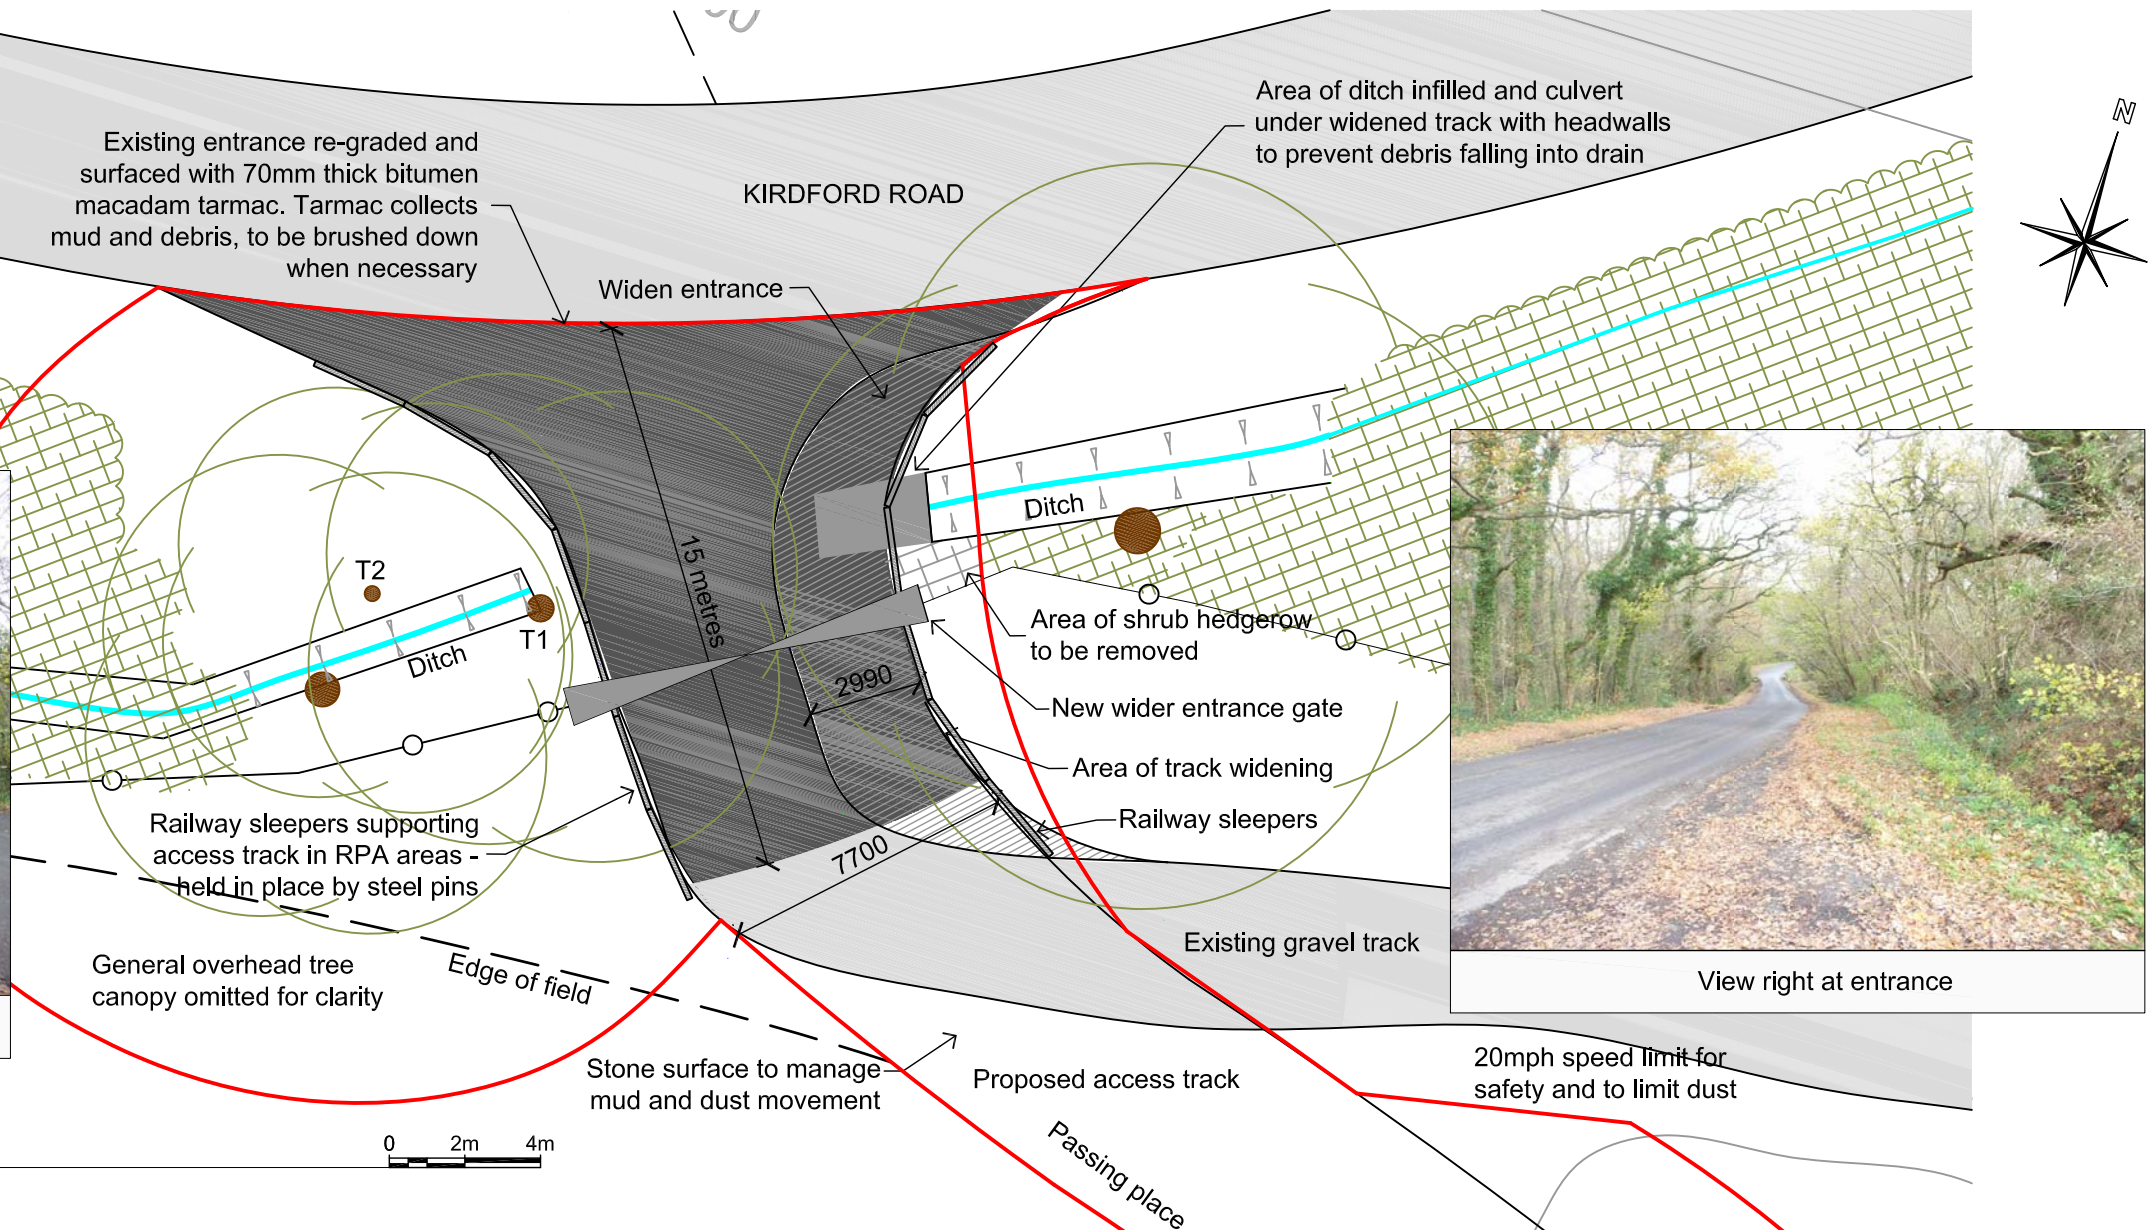 Existing entrance re-graded and
surfaced with 70mm thick bitumen
macadam tarmac. Tarmac collects
mud and debris, to be brushed down
when necessary
Area of ditch infilled and culvert
under widened track with headwalls
to prevent debris falling into drain
N
KIRDFORD ROAD
Widen entrance
15 metres
Ditch
T2
T1
Ditch
Area of shrub hedgerow
to be removed
2990
New wider entrance gate
Area of track widening
Railway sleepers
7700
Railway sleepers supporting
access track in RPA areas -
held in place by steel pins
General overhead tree
canopy omitted for clarity
Edge of field
Existing gravel track
View right at entrance
Stone surface to manage
mud and dust movement
Proposed access track
20mph speed limit for
safety and to limit dust
Passing place
0 2m 4m